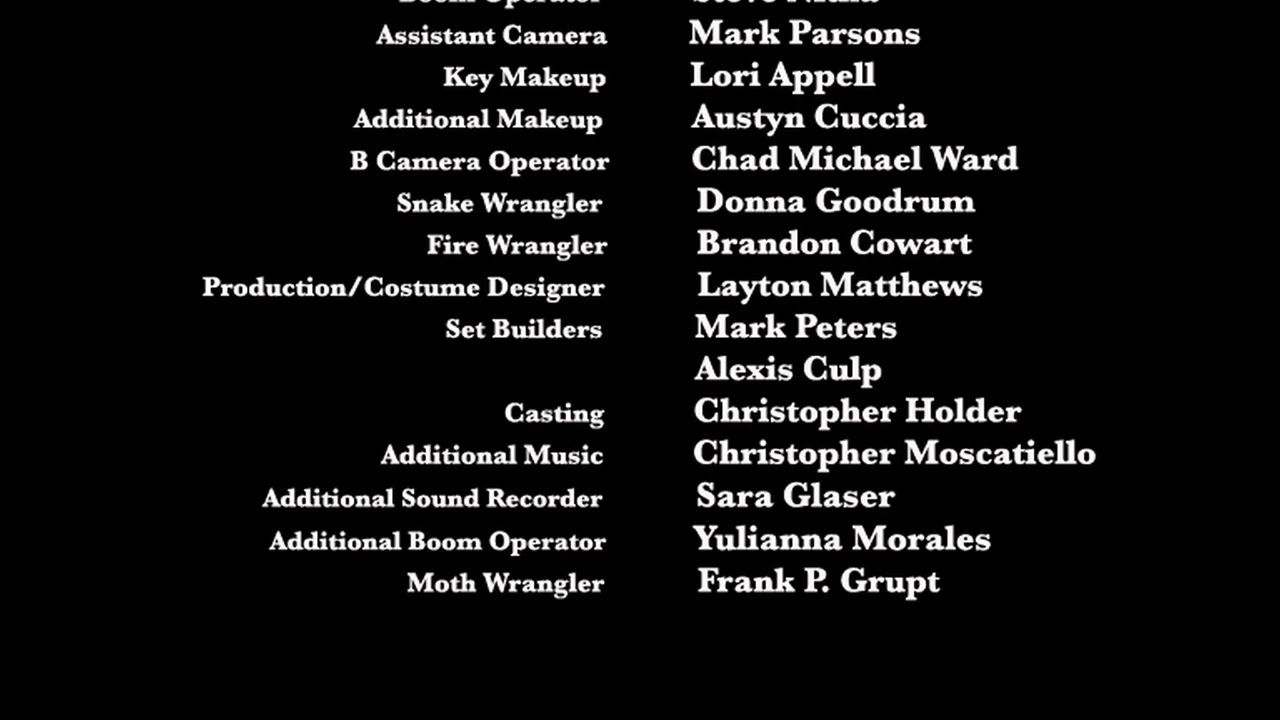 Boom Operator
Assistant Camera Mark Parsons
Key Makeup Lori Appell
Additional Makeup Austyn Cuccia
B Camera Operator Chad Michael Ward
Snake Wrangler Donna Goodrum
Fire Wrangler Brandon Cowart
Production/Costume Designer Layton Matthews
Set Builders Mark Peters
Alexis Culp
Casting Christopher Holder
Additional Music Christopher Moscatiello
Additional Sound Recorder Sara Glaser
Additional Boom Operator Yulianna Morales
Moth Wrangler Frank P. Grupt